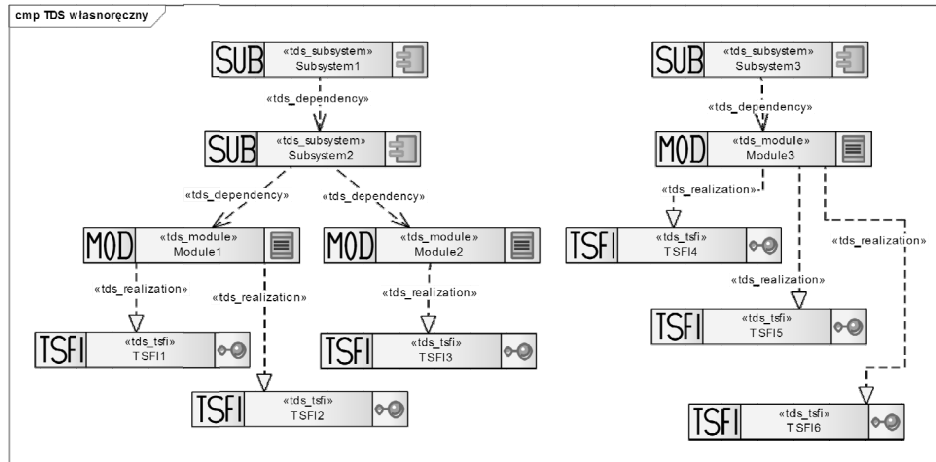 cmp TDS własnoręczny
SUB
«tds_subsystem»
Subsystem1
«tds_dependency»
SUB
«tds_subsystem»
Subsystem2
«tds_dependency»
«tds_dependency»
MOD
«tds_module»
Module1
MOD
«tds_module»
Module2
«tds_realization»
«tds_realization»
«tds_realization»
TSFI
«tds_tsfi»
TSFI1
TSFI
«tds_tsfi»
TSFI3
TSFI
«tds_tsfi»
TSFI2
SUB
«tds_subsystem»
Subsystem3
«tds_dependency»
MOD
«tds_module»
Module3
«tds_realization»
TSFI
«tds_tsfi»
TSFI4
«tds_realization»
«tds_realization»
TSFI
«tds_tsfi»
TSFI5
TSFI
«tds_tsfi»
TSFI6